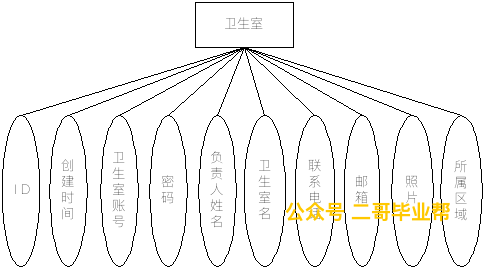 卫生室
ID
创建时间
卫生室账号
密码
负责人姓名
卫生室名
联系电话
邮箱
照片
所属区域
公众号 二哥毕业帮